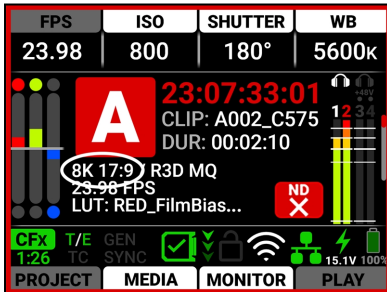 FPS ISO SHUTTER WB
23.98 800 180° 5600K
23:07:33:01
A CLIP: A002_C575
DUR: 00:02:10
+48V
1 2 3 4
8K 17:9 / R3D MQ
23.98 FPS
LUT: RED_FilmBias...
ND
CFx T/E GEN
1:26 TC SYNC
15.1V 100%
PROJECT MEDIA MONITOR PLAY